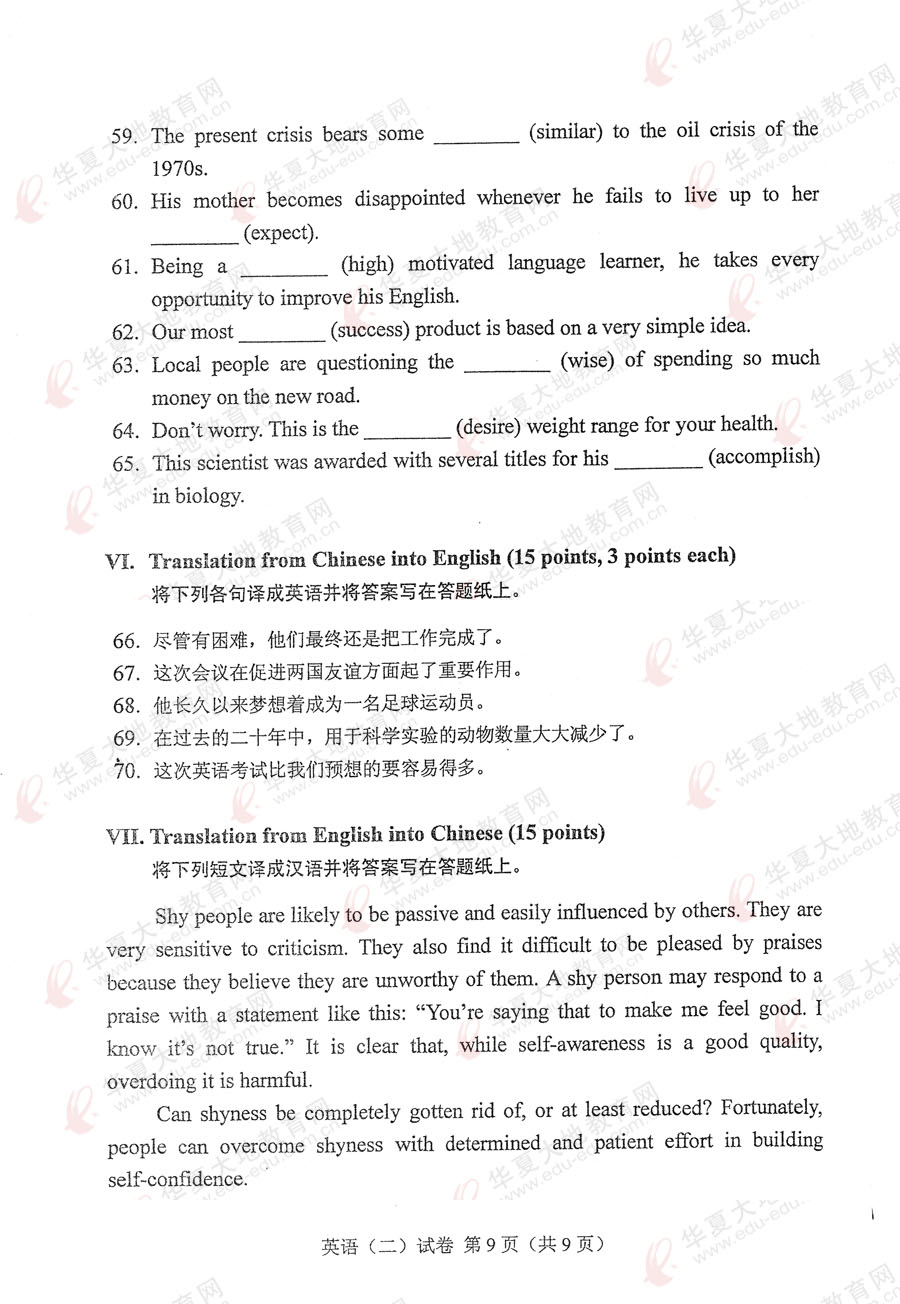 59. The present crisis bears some ________ (similar) to the oil crisis of the
1970s.
60. His mother becomes disappointed whenever he fails to live up to her
________ (expect).
61. Being a ________ (high) motivated language learner, he takes every
opportunity to improve his English.
62. Our most ________ (success) product is based on a very simple idea.
63. Local people are questioning the ________ (wise) of spending so much
money on the new road.
64. Don't worry. This is the ________ (desire) weight range for your health.
65. This scientist was awarded with several titles for his ________ (accomplish)
in biology.
VI. Translation from Chinese into English (15 points, 3 points each)
将下列各句译成英语并将答案写在答题纸上。
66. 尽管有困难，他们最终还是把工作完成了。
67. 这次会议在促进两国友谊方面起了重要作用。
68. 他长久以来梦想着成为一名足球运动员。
69. 在过去的二十年中，用于科学实验的动物数量大大减少了。
70. 这次英语考试比我们预想的要容易得多。
VII. Translation from English into Chinese (15 points)
将下列短文译成汉语并将答案写在答题纸上。
Shy people are likely to be passive and easily influenced by others. They are
very sensitive to criticism. They also find it difficult to be pleased by praises
because they believe they are unworthy of them. A shy person may respond to a
praise with a statement like this: "You're saying that to make me feel good. I
know it's not true." It is clear that, while self-awareness is a good quality,
overdoing it is harmful.
Can shyness be completely gotten rid of, or at least reduced? Fortunately,
people can overcome shyness with determined and patient effort in building
self-confidence.
英语（二）试卷 第 9 页（共 9 页）
华夏大地教育网
www.edu-edu.com.cn